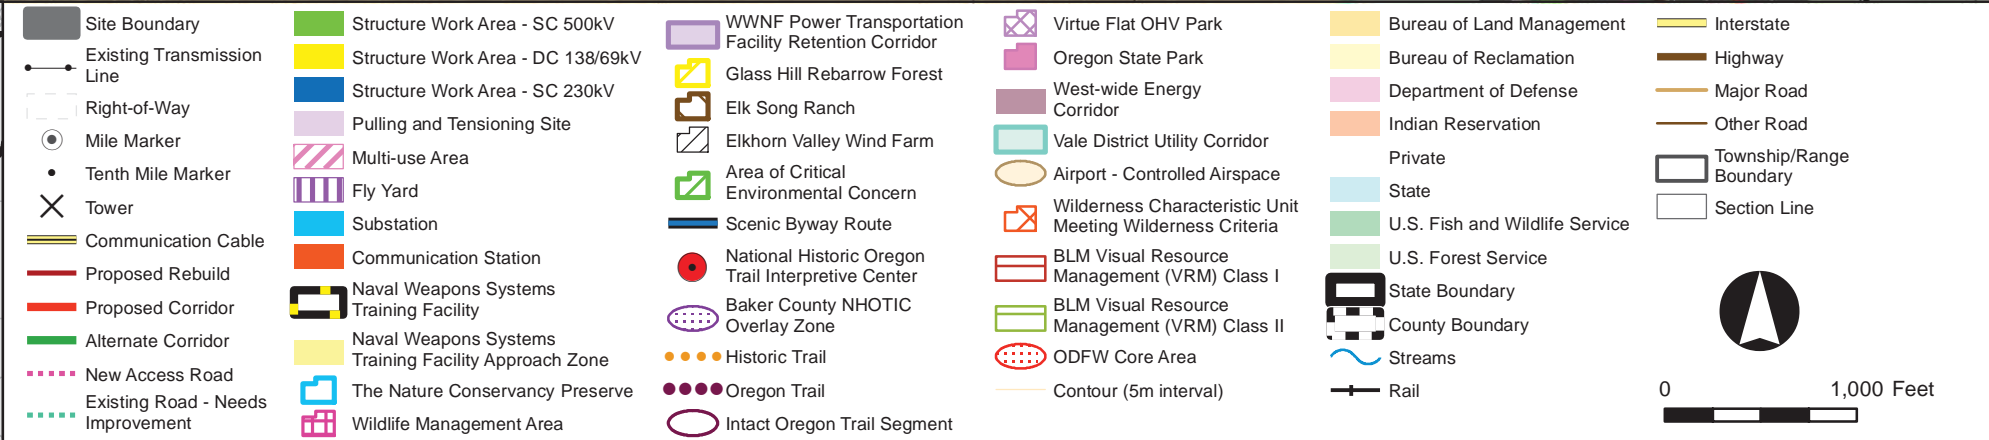 Site Boundary
Existing Transmission
Line
Right-of-Way
Mile Marker
Tenth Mile Marker
Tower
Communication Cable
Proposed Rebuild
Proposed Corridor
Alternate Corridor
New Access Road
Existing Road - Needs
Improvement
Structure Work Area - SC 500kV
Structure Work Area - DC 138/69kV
Structure Work Area - SC 230kV
Pulling and Tensioning Site
Multi-use Area
Fly Yard
Substation
Communication Station
Naval Weapons Systems
Training Facility
Naval Weapons Systems
Training Facility Approach Zone
The Nature Conservancy Preserve
Wildlife Management Area
WWNF Power Transportation
Facility Retention Corridor
Glass Hill Rebarrow Forest
Elk Song Ranch
Elkhorn Valley Wind Farm
Area of Critical
Environmental Concern
Scenic Byway Route
National Historic Oregon
Trail Interpretive Center
Baker County NHOTIC
Overlay Zone
Historic Trail
Oregon Trail
Intact Oregon Trail Segment
Virtue Flat OHV Park
Oregon State Park
West-wide Energy
Corridor
Vale District Utility Corridor
Airport - Controlled Airspace
Wilderness Characteristic Unit
Meeting Wilderness Criteria
BLM Visual Resource
Management (VRM) Class I
BLM Visual Resource
Management (VRM) Class II
ODFW Core Area
Contour (5m interval)
Bureau of Land Management
Bureau of Reclamation
Department of Defense
Indian Reservation
Private
State
U.S. Fish and Wildlife Service
U.S. Forest Service
State Boundary
County Boundary
Streams
Rail
Interstate
Highway
Major Road
Other Road
Township/Range
Boundary
Section Line
0 1,000 Feet